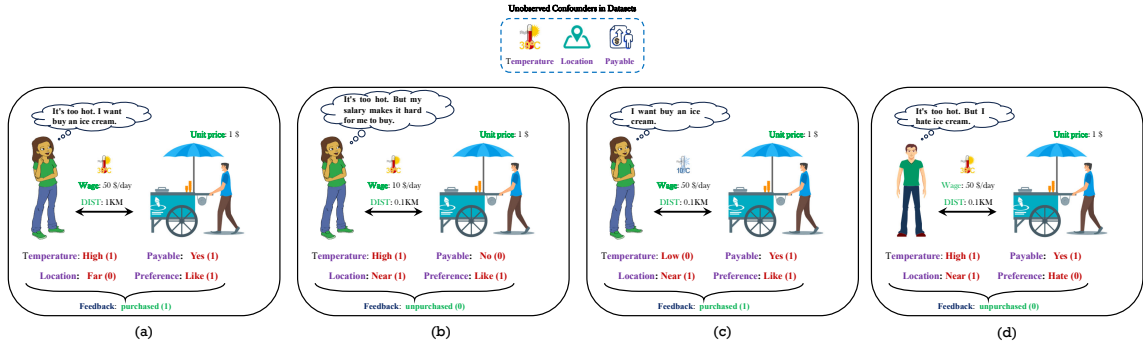 Unobserved Confounders in Datasets
Temperature Location Payable
It's too hot. I want
buy an ice cream.
Unit price: 1 $
Wage: 50 $/day
DIST: 1KM
Temperature: High (1) Payable: Yes (1)
Location: Far (0) Preference: Like (1)
Feedback: purchased (1)
(a)
It's too hot. But my
salary makes it hard
for me to buy.
Unit price: 1 $
Wage: 10 $/day
DIST: 0.1KM
Temperature: High (1) Payable: No (0)
Location: Near (1) Preference: Like (1)
Feedback: unpurchased (0)
(b)
I want buy an ice
cream.
10°C
Unit price: 1 $
Wage: 50 $/day
DIST: 0.1KM
Temperature: Low (0) Payable: Yes (1)
Location: Near (1) Preference: Like (1)
Feedback: purchased (1)
(c)
It's too hot. But I
hate ice cream.
Unit price: 1 $
Wage: 50 $/day
DIST: 0.1KM
Temperature: High (1) Payable: Yes (1)
Location: Near (1) Preference: Hate (0)
Feedback: unpurchased (0)
(d)